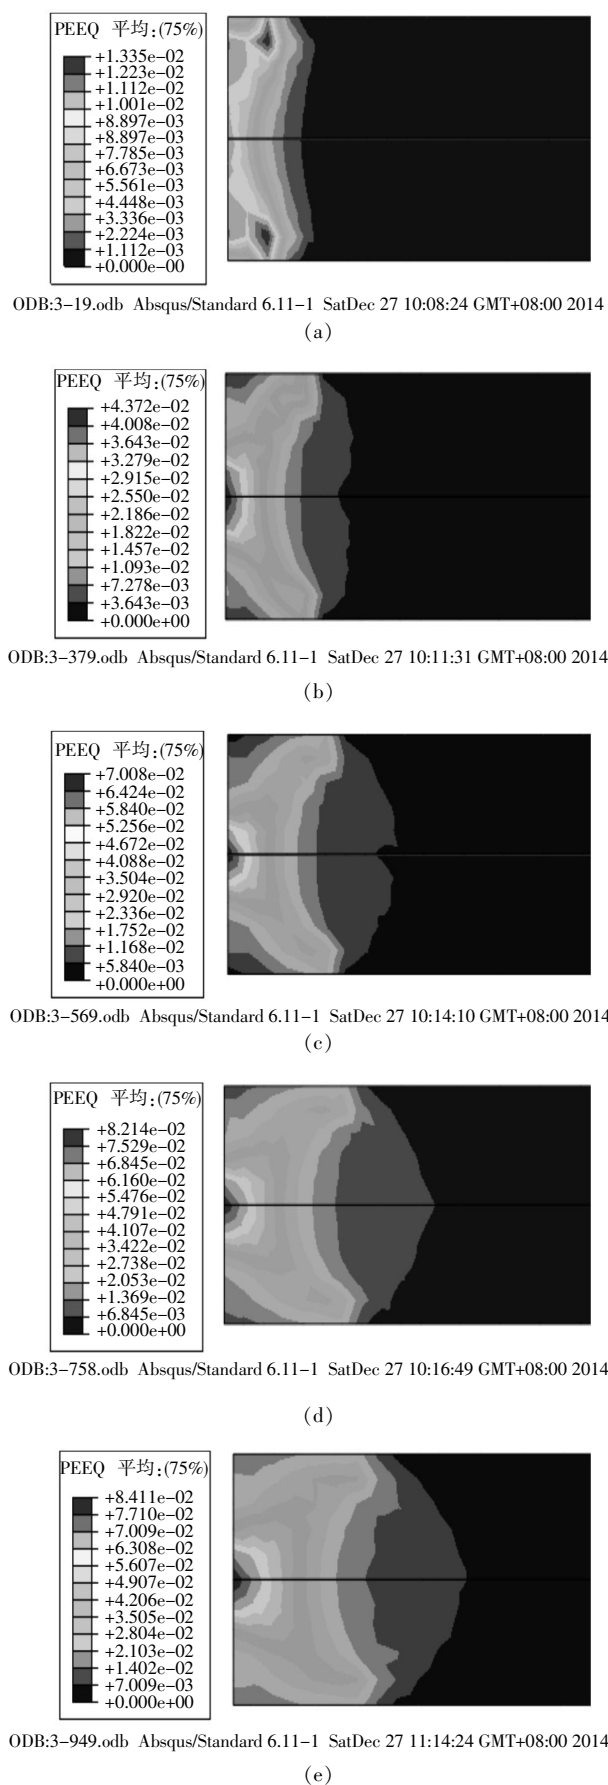 PEEQ 平均:(75%)
+1.335e-02
+1.223e-02
+1.112e-02
+1.001e-02
+8.897e-03
+8.897e-03
+7.785e-03
+6.673e-03
+5.561e-03
+4.448e-03
+3.336e-03
+2.224e-03
+1.112e-03
+0.000e-00
ODB:3-19.odb Absqus/Standard 6.11-1 SatDec 27 10:08:24 GMT+08:00 2014
(a)
PEEQ 平均:(75%)
+4.372e-02
+4.008e-02
+3.643e-02
+3.279e-02
+2.915e-02
+2.550e-02
+2.186e-02
+1.822e-02
+1.457e-02
+1.093e-02
+7.278e-03
+3.643e-03
+0.000e+00
ODB:3-379.odb Absqus/Standard 6.11-1 SatDec 27 10:11:31 GMT+08:00 2014
(b)
PEEQ 平均:(75%)
+7.008e-02
+6.424e-02
+5.840e-02
+5.256e-02
+4.672e-02
+4.088e-02
+3.504e-02
+2.920e-02
+2.336e-02
+1.752e-02
+1.168e-02
+5.840e-03
+0.000e+00
ODB:3-569.odb Absqus/Standard 6.11-1 SatDec 27 10:14:10 GMT+08:00 2014
(c)
PEEQ 平均:(75%)
+8.214e-02
+7.529e-02
+6.845e-02
+6.160e-02
+5.476e-02
+4.791e-02
+4.107e-02
+3.422e-02
+2.738e-02
+2.053e-02
+1.369e-02
+6.845e-03
+0.000e+00
ODB:3-758.odb Absqus/Standard 6.11-1 SatDec 27 10:16:49 GMT+08:00 2014
(d)
PEEQ 平均:(75%)
+8.411e-02
+7.710e-02
+7.009e-02
+6.308e-02
+5.607e-02
+4.907e-02
+4.206e-02
+3.505e-02
+2.804e-02
+2.103e-02
+1.402e-02
+7.009e-03
+0.000e+00
ODB:3-949.odb Absqus/Standard 6.11-1 SatDec 27 11:14:24 GMT+08:00 2014
(e)